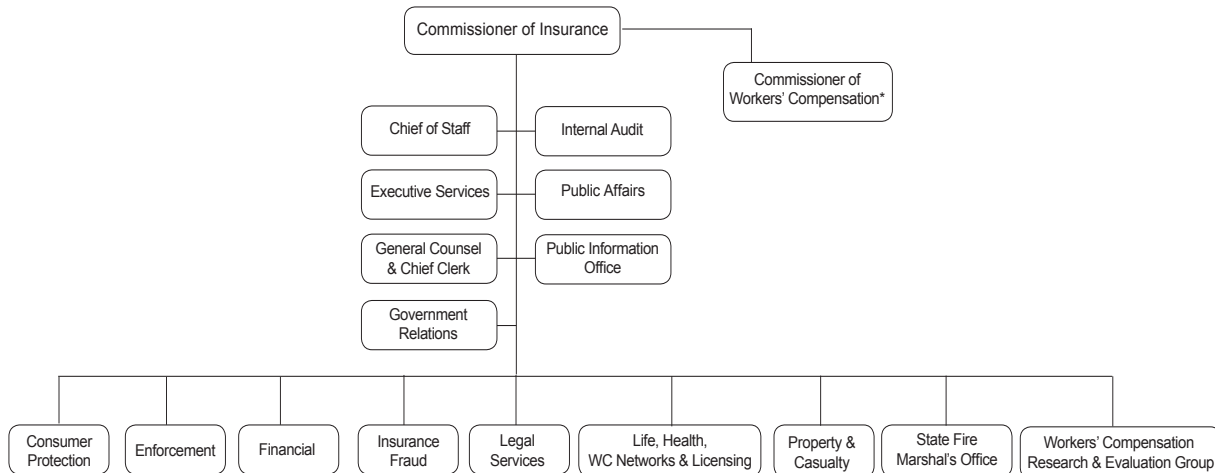 Commissioner of Insurance
Commissioner of
Workers’ Compensation*
Chief of Staff
Internal Audit
Executive Services
Public Affairs
General Counsel
& Chief Clerk
Public Information
Office
Government
Relations
Consumer
Protection
Enforcement
Financial
Insurance
Fraud
Legal
Services
Life, Health,
WC Networks & Licensing
Property &
Casualty
State Fire
Marshal’s Office
Workers’ Compensation
Research & Evaluation Group